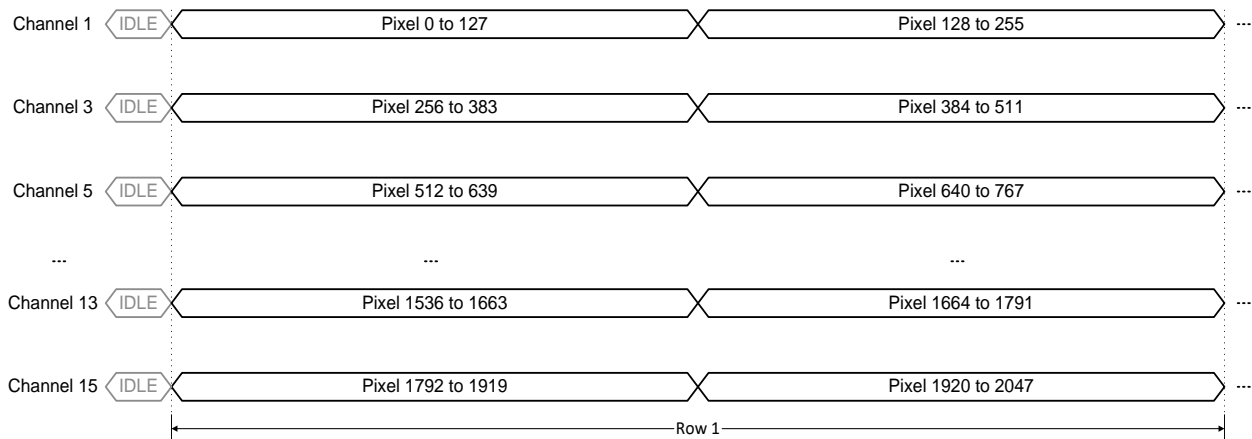 Channel 1 IDLE Pixel 0 to 127 Pixel 128 to 255 ...
Channel 3 IDLE Pixel 256 to 383 Pixel 384 to 511 ...
Channel 5 IDLE Pixel 512 to 639 Pixel 640 to 767 ...
... ... ...
Channel 13 IDLE Pixel 1536 to 1663 Pixel 1664 to 1791 ...
Channel 15 IDLE Pixel 1792 to 1919 Pixel 1920 to 2047 ...
Row 1